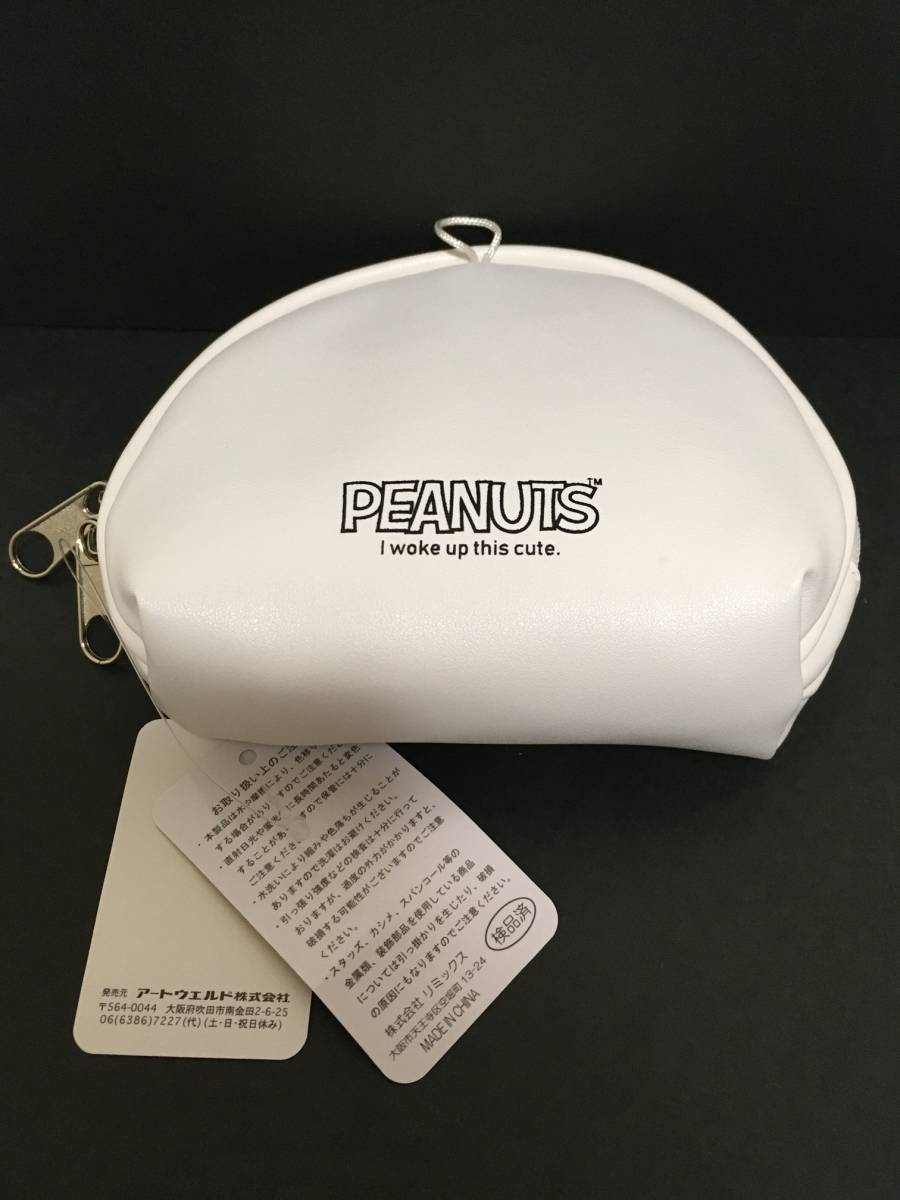 PEANUTS™
I woke up this cute.
発売元 アートウエルド株式会社
〒564-0044 大阪府吹田市南金田2-6-25
06(6386)7227(代)(土・日・祝日休み)
お取り扱い上のご注
・本製品は水や摩擦により、色移
する場合があり すのでご注意くださ
・直射日光や蛍光 に長時間あたると変色
することがあ ますので保管には十分に
ご注意くださ
・水洗いにより縮みや色落ちが生じることが
ありますので洗濯はお避けください。
・引っ張り強度などの検査は十分に行って
おりますが、過度の外力がかかりますと、
破損する可能性がございますのでご注意
ください。
・スタッズ、カシメ、スパンコール等の
金属類、装飾部品を使用している商品
については引っ掛かりを生じたり、破損
の原因にもなりますのでご注意ください。
検品済
株式会社 リミックス
大阪市天王寺区空堀町 13-24
MADE IN CHINA